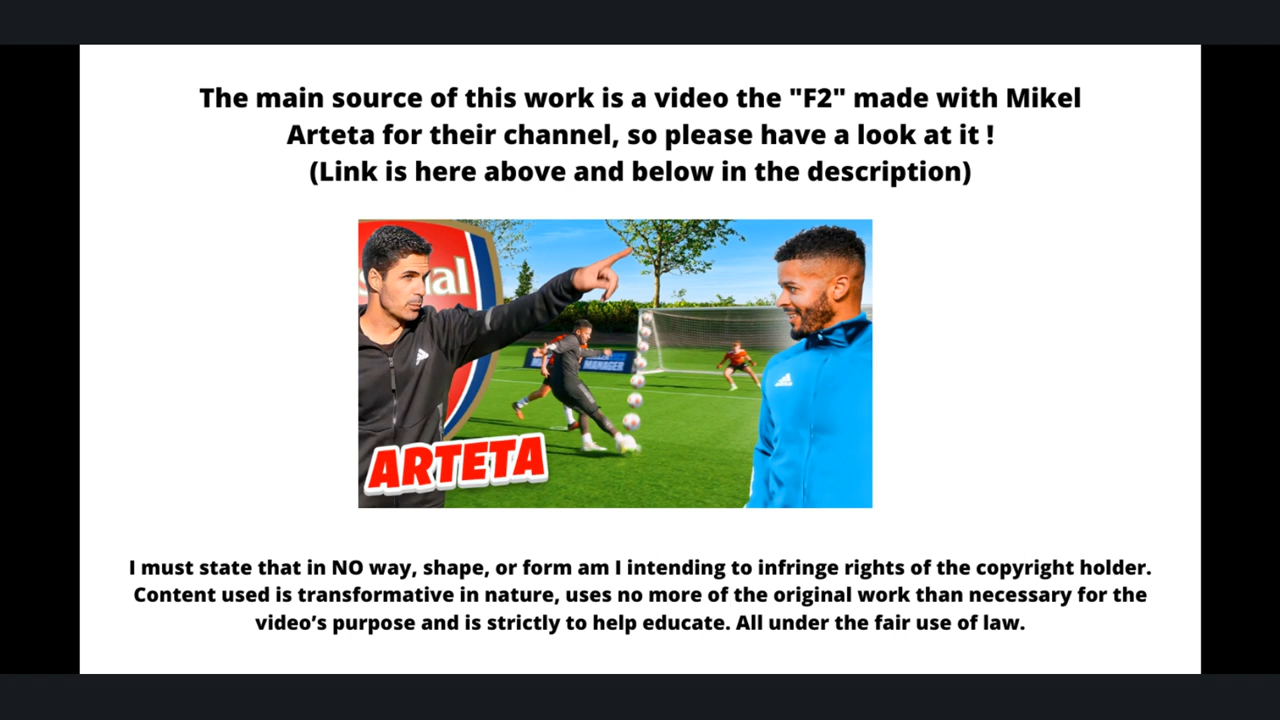 The main source of this work is a video the "F2" made with Mikel
Arteta for their channel, so please have a look at it !
(Link is here above and below in the description)
ARTETA
MANAGER
I must state that in NO way, shape, or form am I intending to infringe rights of the copyright holder.
Content used is transformative in nature, uses no more of the original work than necessary for the
video’s purpose and is strictly to help educate. All under the fair use of law.